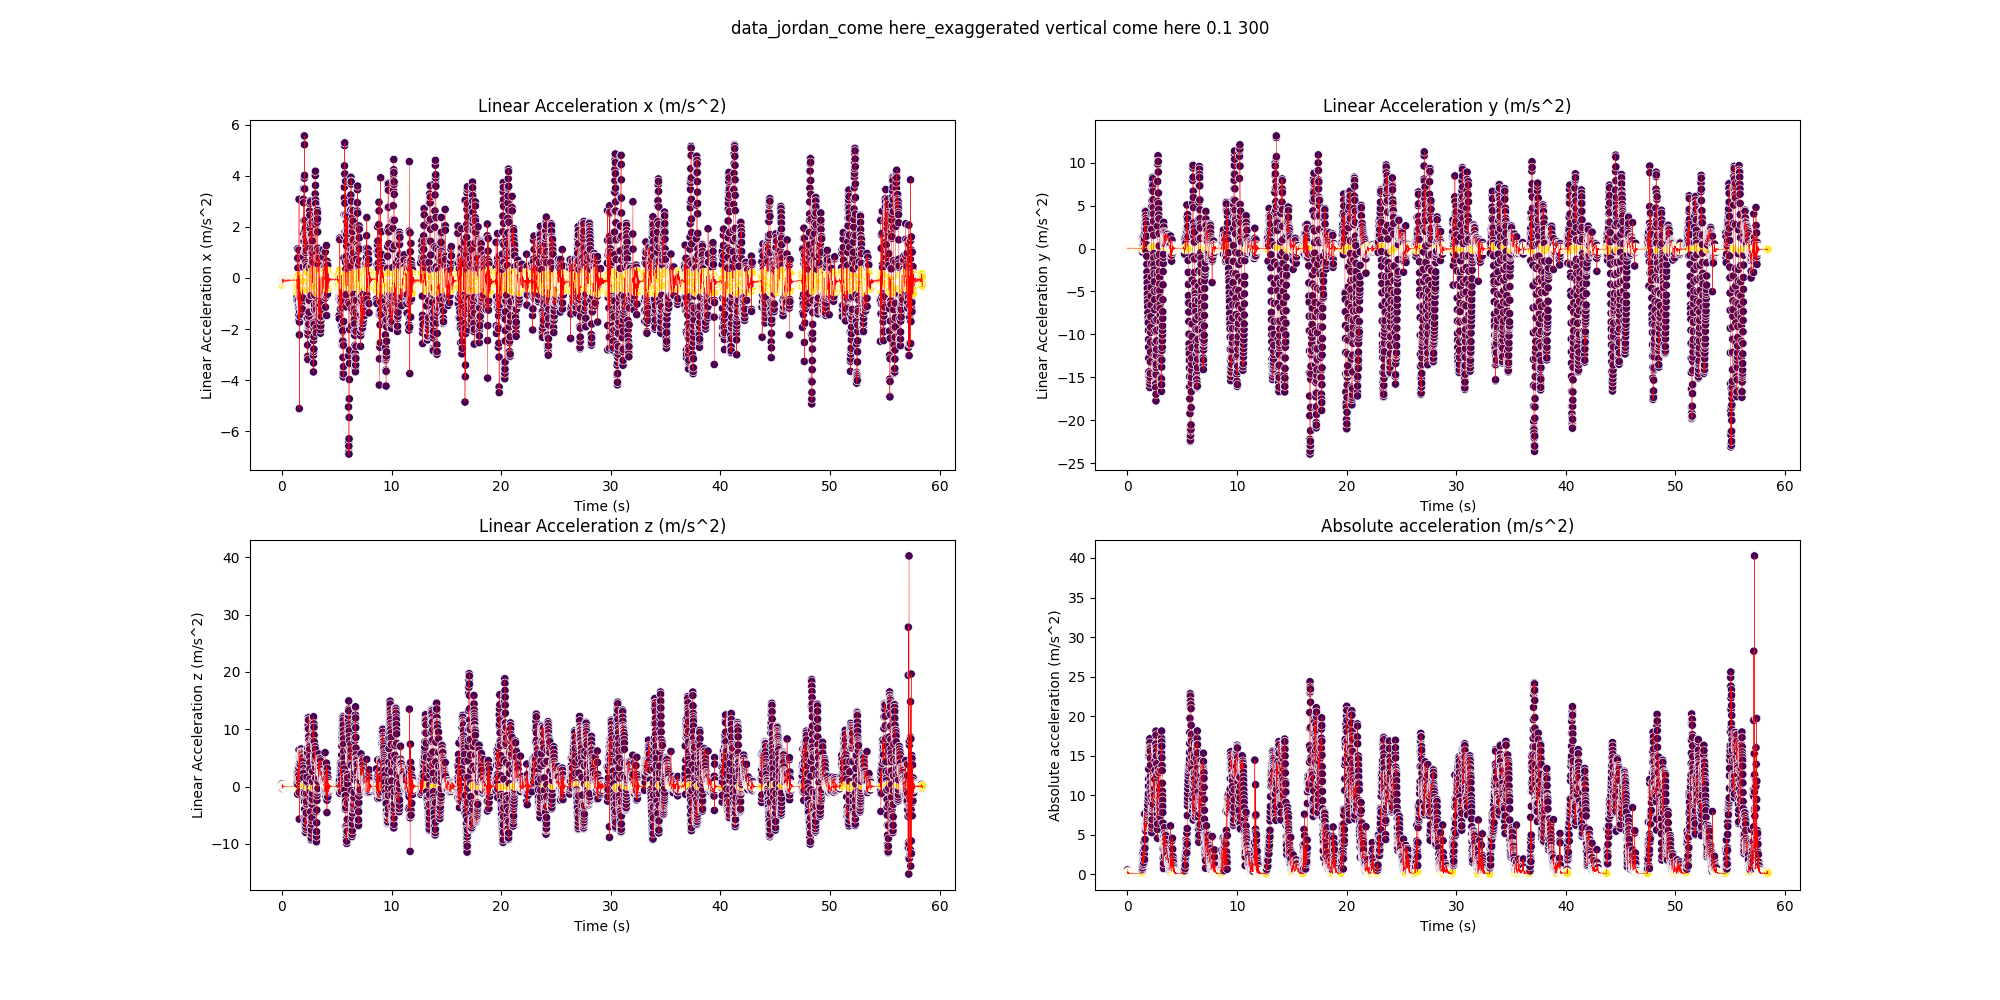 data_jordan_come here_exaggerated vertical come here 0.1 300
Linear Acceleration x (m/s^2)
Linear Acceleration x (m/s^2)
6
4
2
0
−2
−4
−6
0 10 20 30 40 50 60
Time (s)
Linear Acceleration y (m/s^2)
Linear Acceleration y (m/s^2)
10
5
0
−5
−10
−15
−20
−25
0 10 20 30 40 50 60
Time (s)
Linear Acceleration z (m/s^2)
Linear Acceleration z (m/s^2)
40
30
20
10
0
−10
0 10 20 30 40 50 60
Time (s)
Absolute acceleration (m/s^2)
Absolute acceleration (m/s^2)
40
35
30
25
20
15
10
5
0
0 10 20 30 40 50 60
Time (s)